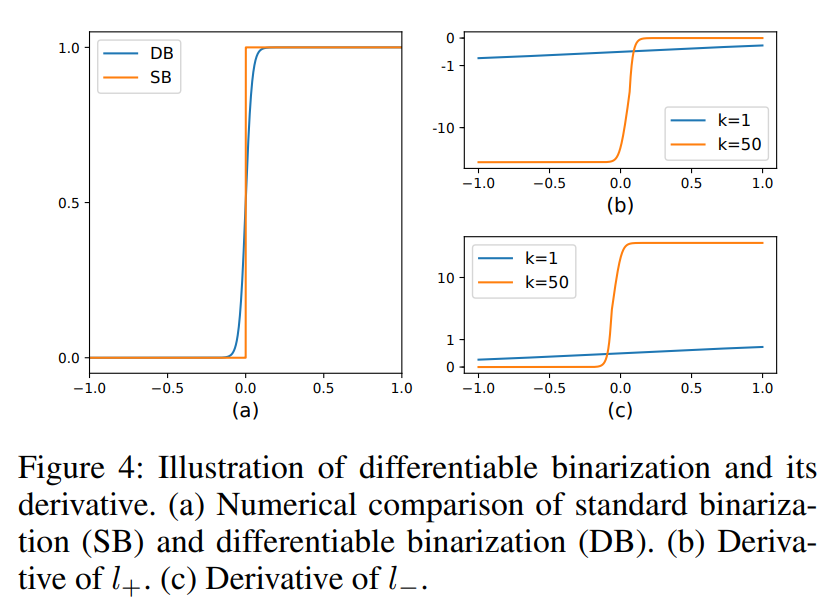 1.0
0.5
0.0
DB
SB
−1.0 −0.5 0.0 0.5 1.0
(a)
0
-1
-10
k=1
k=50
−1.0 −0.5 0.0 0.5 1.0
(b)
10
1
0
k=1
k=50
−1.0 −0.5 0.0 0.5 1.0
(c)
Figure 4: Illustration of differentiable binarization and its
derivative. (a) Numerical comparison of standard binariza-
tion (SB) and differentiable binarization (DB). (b) Deriva-
tive of l₊. (c) Derivative of l₋.